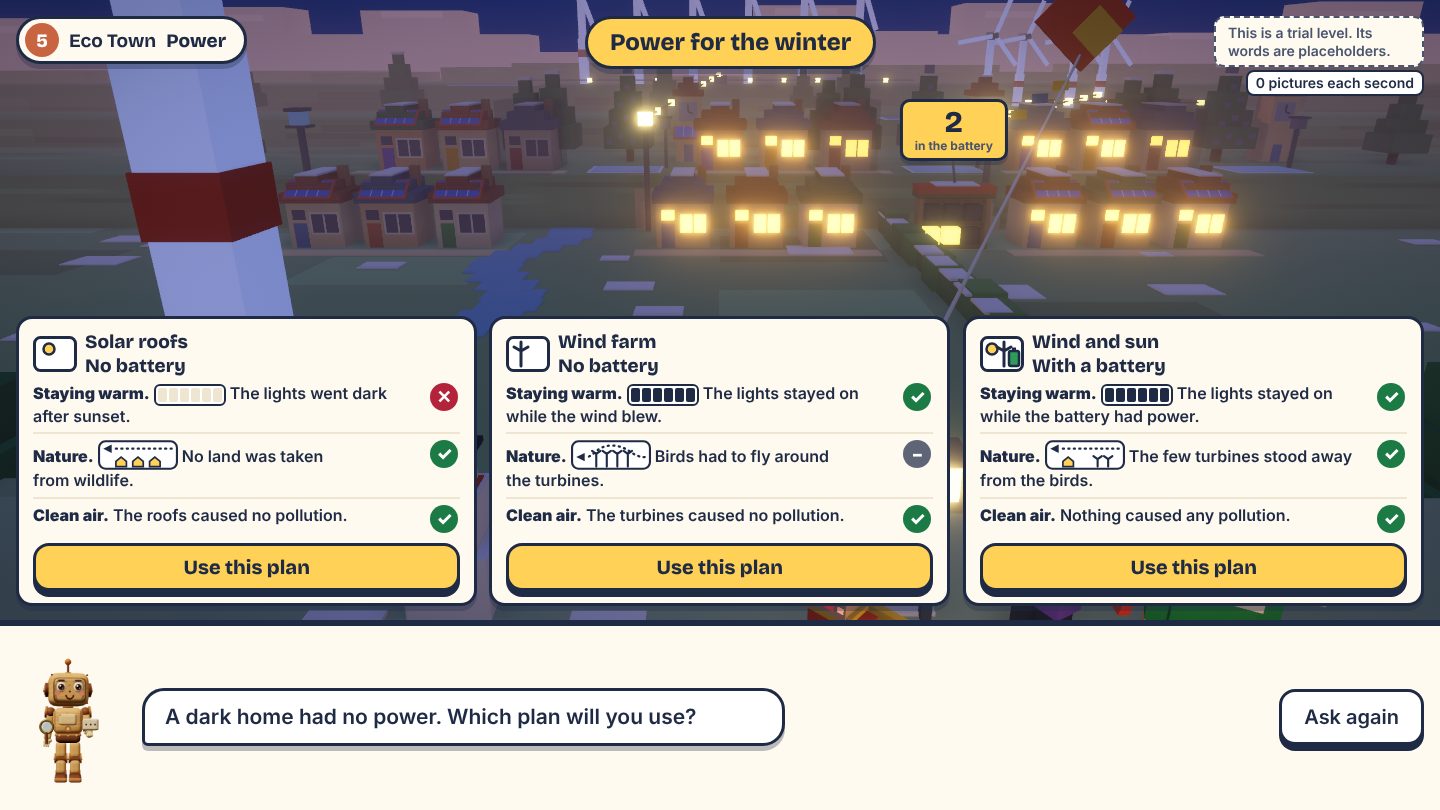 5 Eco Town Power
Power for the winter
This is a trial level. Its
words are placeholders.
0 pictures each second
2
in the battery
Solar roofs
No battery
Staying warm. The lights went dark
after sunset.
Nature. No land was taken
from wildlife.
Clean air. The roofs caused no pollution.
Use this plan
Wind farm
No battery
Staying warm. The lights stayed on
while the wind blew.
Nature. Birds had to fly around
the turbines.
Clean air. The turbines caused no pollution.
Use this plan
Wind and sun
With a battery
Staying warm. The lights stayed on
while the battery had power.
Nature. The few turbines stood away
from the birds.
Clean air. Nothing caused any pollution.
Use this plan
A dark home had no power. Which plan will you use?
Ask again